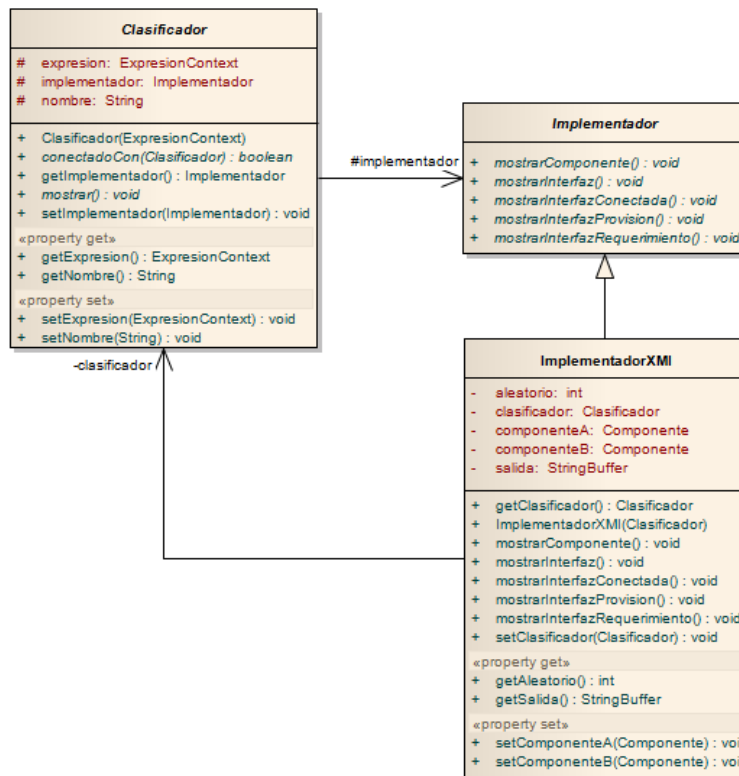 Clasificador
# expresion: ExpresionContext
# implementador: Implementador
# nombre: String
+ Clasificador(ExpresionContext)
+ conectadoCon(Clasificador) : boolean
+ getImplementador() : Implementador
+ mostrar() : void
+ setImplementador(Implementador) : void
«property get»
+ getExpresion() : ExpresionContext
+ getNombre() : String
«property set»
+ setExpresion(ExpresionContext) : void
+ setNombre(String) : void
#implementador
Implementador
+ mostrarComponente() : void
+ mostrarInterfaz() : void
+ mostrarInterfazConectada() : void
+ mostrarInterfazProvision() : void
+ mostrarInterfazRequerimiento() : void
-clasificador
ImplementadorXMI
- aleatorio: int
- clasificador: Clasificador
- componenteA: Componente
- componenteB: Componente
- salida: StringBuffer
+ getClasificador() : Clasificador
+ ImplementadorXMI(Clasificador)
+ mostrarComponente() : void
+ mostrarInterfaz() : void
+ mostrarInterfazConectada() : void
+ mostrarInterfazProvision() : void
+ mostrarInterfazRequerimiento() : void
+ setClasificador(Clasificador) : void
«property get»
+ getAleatorio() : int
+ getSalida() : StringBuffer
«property set»
+ setComponenteA(Componente) : voi
+ setComponenteB(Componente) : voi